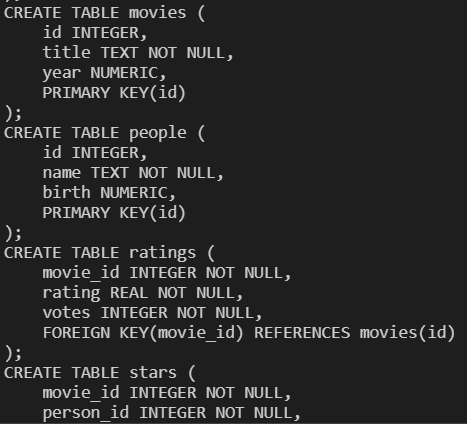 );
CREATE TABLE movies (
    id INTEGER,
    title TEXT NOT NULL,
    year NUMERIC,
    PRIMARY KEY(id)
);
CREATE TABLE people (
    id INTEGER,
    name TEXT NOT NULL,
    birth NUMERIC,
    PRIMARY KEY(id)
);
CREATE TABLE ratings (
    movie_id INTEGER NOT NULL,
    rating REAL NOT NULL,
    votes INTEGER NOT NULL,
    FOREIGN KEY(movie_id) REFERENCES movies(id)
);
CREATE TABLE stars (
    movie_id INTEGER NOT NULL,
    person_id INTEGER NOT NULL,